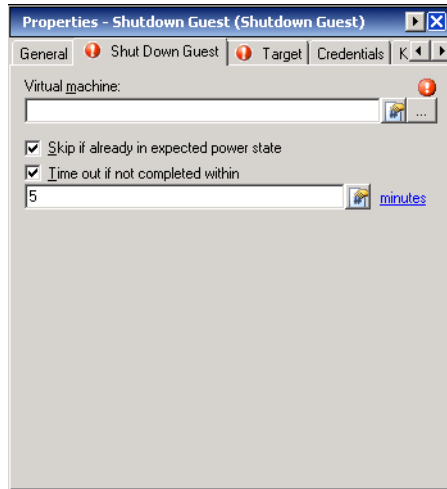 Properties - Shutdown Guest (Shutdown Guest)
General Shut Down Guest Target Credentials K
Virtual machine:
...
Skip if already in expected power state
Time out if not completed within
5 minutes